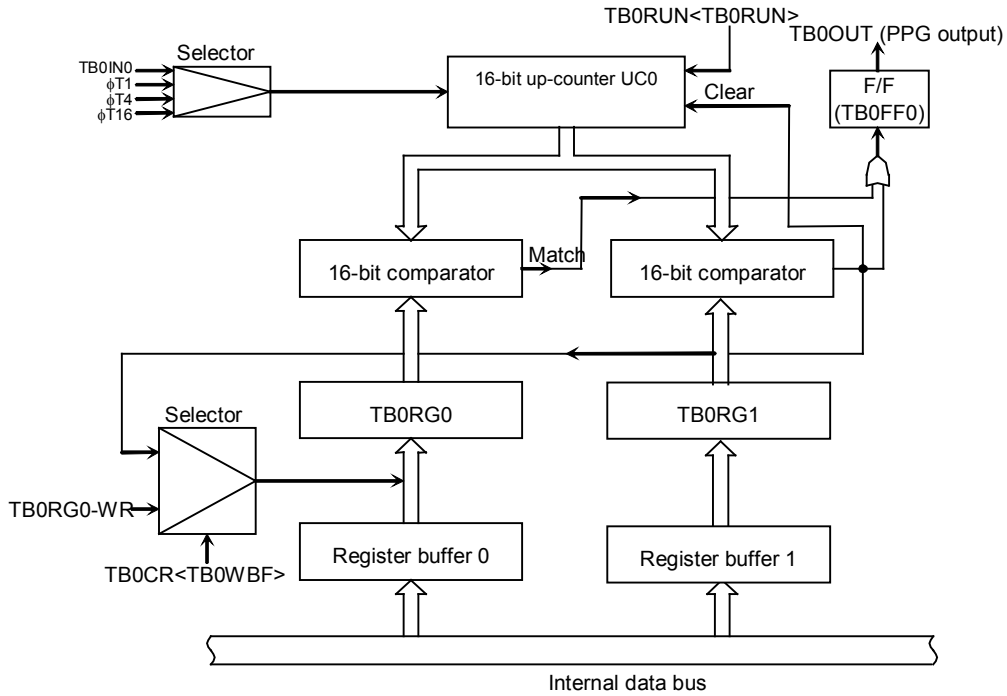 TB0RUN<TB0RUN>
TB0OUT (PPG output)
Selector
TB0IN0
ϕT1
ϕT4
ϕT16
16-bit up-counter UC0
Clear
F/F
(TB0FF0)
16-bit comparator
Match
16-bit comparator
TB0RG0
TB0RG1
Selector
TB0RG0-WR
Register buffer 0
Register buffer 1
TB0CR<TB0WBF>
Internal data bus